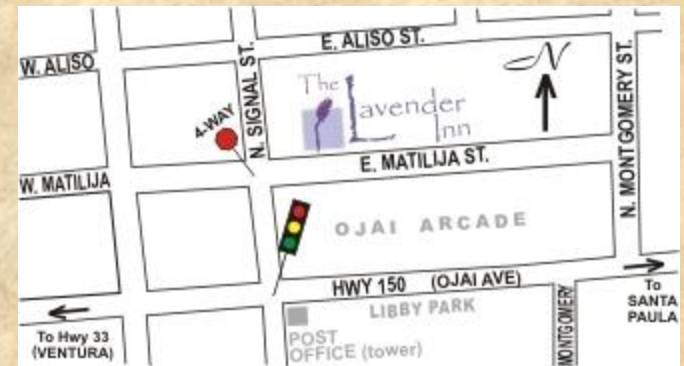 E. ALISO ST.
W. ALISO
N. SIGNAL ST.
N
N. MONTGOMERY ST.
The
Lavender
Inn
4-WAY
E. MATILIJA ST.
W. MATILIJA
OJAI ARCADE
HWY 150 (OJAI AVE)
To
SANTA
PAULA
To Hwy 33
(VENTURA)
LIBBY PARK
POST
OFFICE (tower)
MONTGOMERY